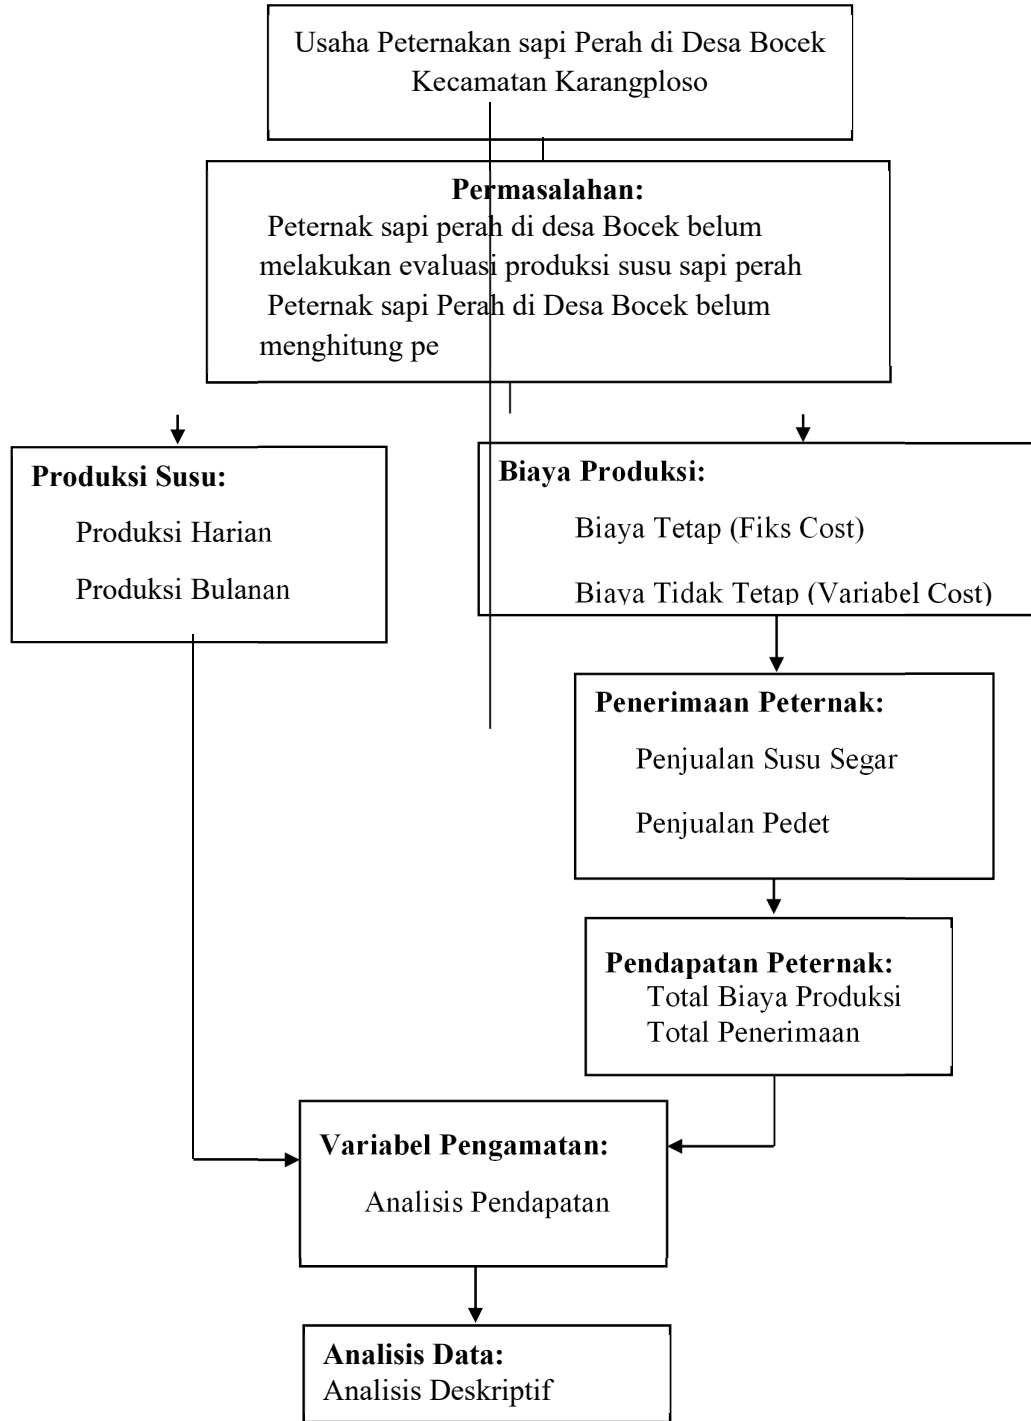 Usaha Peternakan sapi Perah di Desa Bocek
Kecamatan Karangploso
Permasalahan:
Peternak sapi perah di desa Bocek belum
melakukan evaluasi produksi susu sapi perah
Peternak sapi Perah di Desa Bocek belum
menghitung pe
Produksi Susu:
Produksi Harian
Produksi Bulanan
Biaya Produksi:
Biaya Tetap (Fiks Cost)
Biaya Tidak Tetap (Variabel Cost)
Penerimaan Peternak:
Penjualan Susu Segar
Penjualan Pedet
Pendapatan Peternak:
Total Biaya Produksi
Total Penerimaan
Variabel Pengamatan:
Analisis Pendapatan
Analisis Data:
Analisis Deskriptif